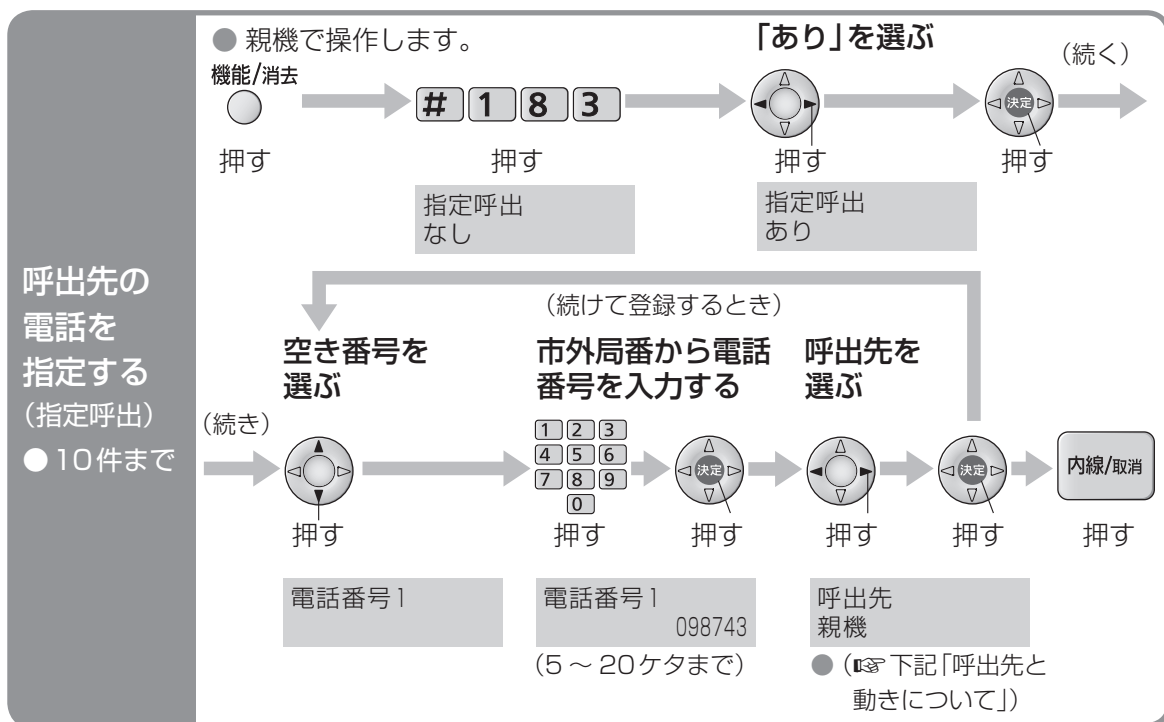 呼出先の
電話を
指定する
(指定呼出)
●10件まで
● 親機で操作します。
機能/消去
押す
# 1 8 3
押す
指定呼出
なし
「あり」を選ぶ
押す
指定呼出
あり
(続く)
決定
押す
(続けて登録するとき)
(続き)
空き番号を
選ぶ
押す
電話番号1
市外局番から電話
番号を入力する
1 2 3
4 5 6
7 8 9
0
押す
決定
押す
電話番号1
098743
(5～20ケタまで)
呼出先を
選ぶ
押す
決定
押す
内線/取消
押す
呼出先
親機
● (☞下記「呼出先と
動きについて」)